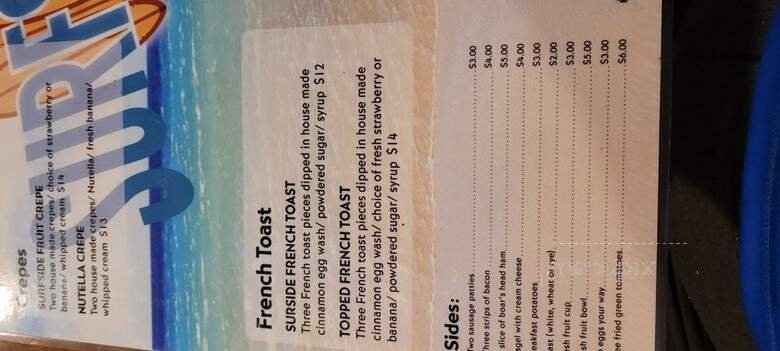 SURF
Crepes
SURFSIDE FRUIT CREPE
Two house made crepes/ choice of strawberry or
banana/ whipped cream $14
NUTELLA CREPE
Two house made crepes/ Nutella/ fresh banana/
whipped cream $13
French Toast
SURSIDE FRENCH TOAST
Three French toast pieces dipped in house made
cinnamon egg wash/ powdered sugar/ syrup $12
TOPPED FRENCH TOAST
Three French toast pieces dipped in house made
cinnamon egg wash/ choice of fresh strawberry or
banana/ powdered sugar/ syrup $14
Sides:
Two sausage patties $3.00
Three strips of bacon $4.00
slice of boar's head ham $5.00
agel with cream cheese $4.00
eakfast potatoes $3.00
ast (white, wheat or rye) $2.00
esh fruit cup $3.00
sh fruit bowl $5.00
eggs your way $3.00
ee fried green tomatoes $6.00